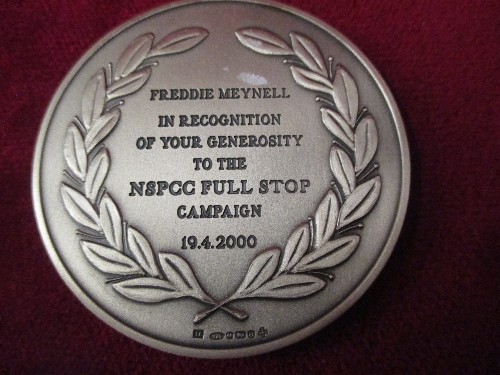 FREDDIE MEYNELL
IN RECOGNITION
OF YOUR GENEROSITY
TO THE
NSPCC FULL STOP
CAMPAIGN
19.4.2000